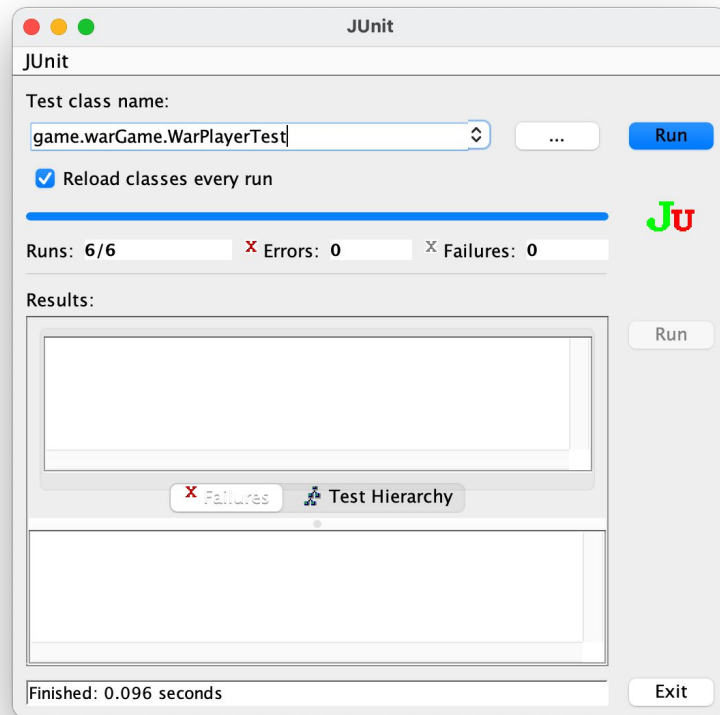 JUnit
JUnit
Test class name:
game.warGame.WarPlayerTest ... Run
Reload classes every run
JU
Runs: 6/6 X Errors: 0 X Failures: 0
Results:
Run
X Failures Test Hierarchy
Finished: 0.096 seconds Exit